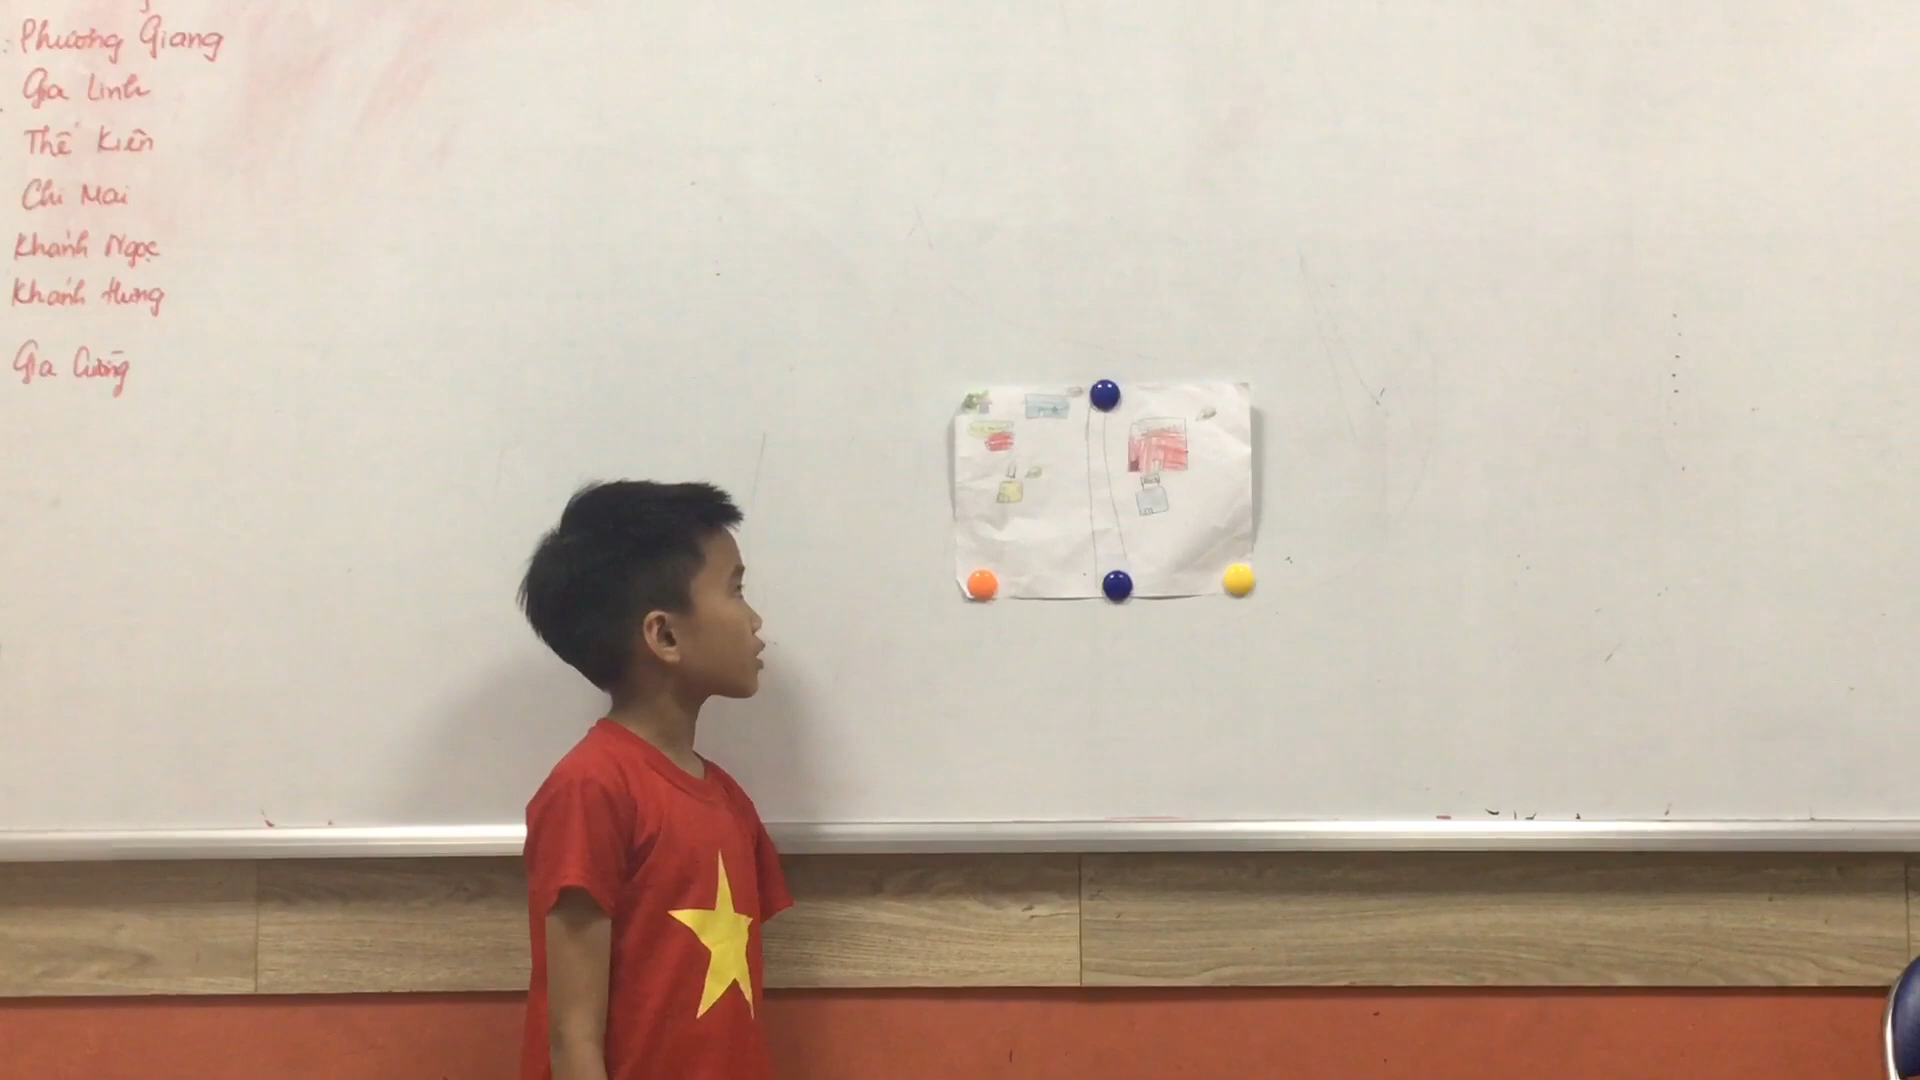 Phương Giang
Gia Linh
Thế Kiên
Chi Mai
Khánh Ngọc
Khánh Hưng
Gia Cường